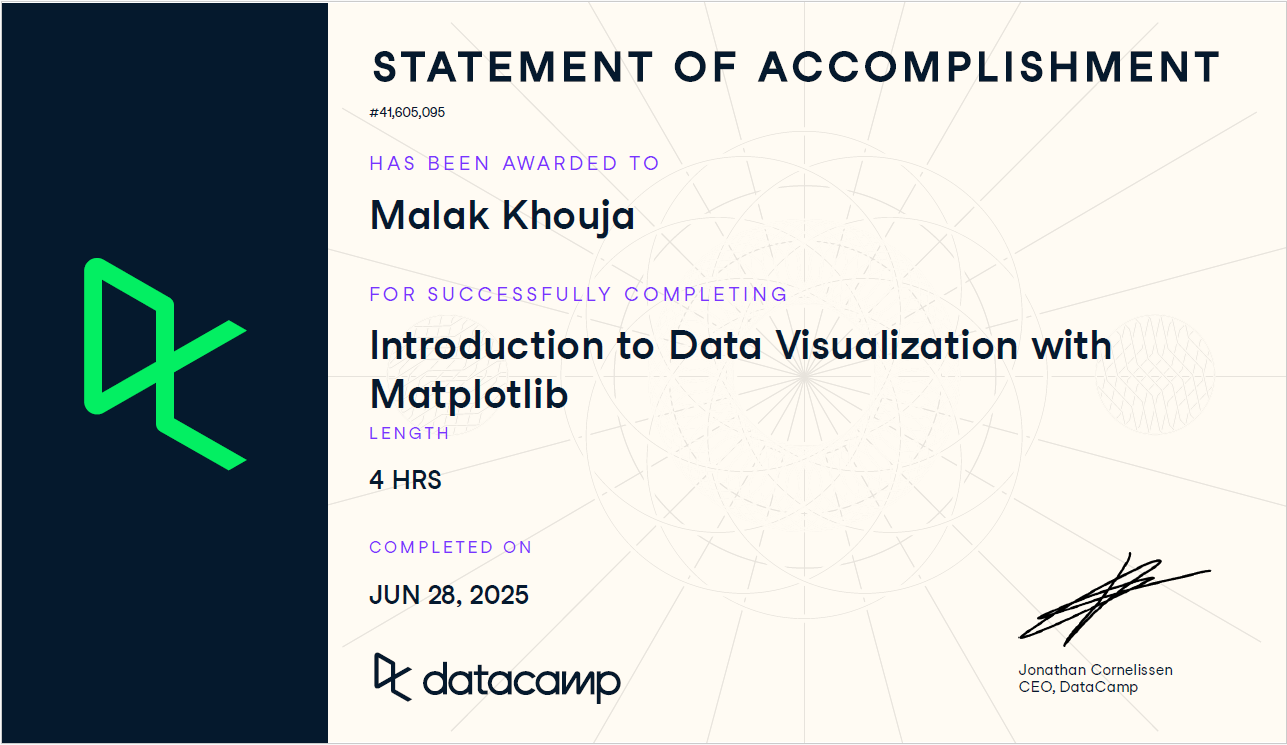 STATEMENT OF ACCOMPLISHMENT
#41,605,095
HAS BEEN AWARDED TO
Malak Khouja
FOR SUCCESSFULLY COMPLETING
Introduction to Data Visualization with
Matplotlib
LENGTH
4 HRS
COMPLETED ON
JUN 28, 2025
datacamp
Jonathan Cornelissen
CEO, DataCamp